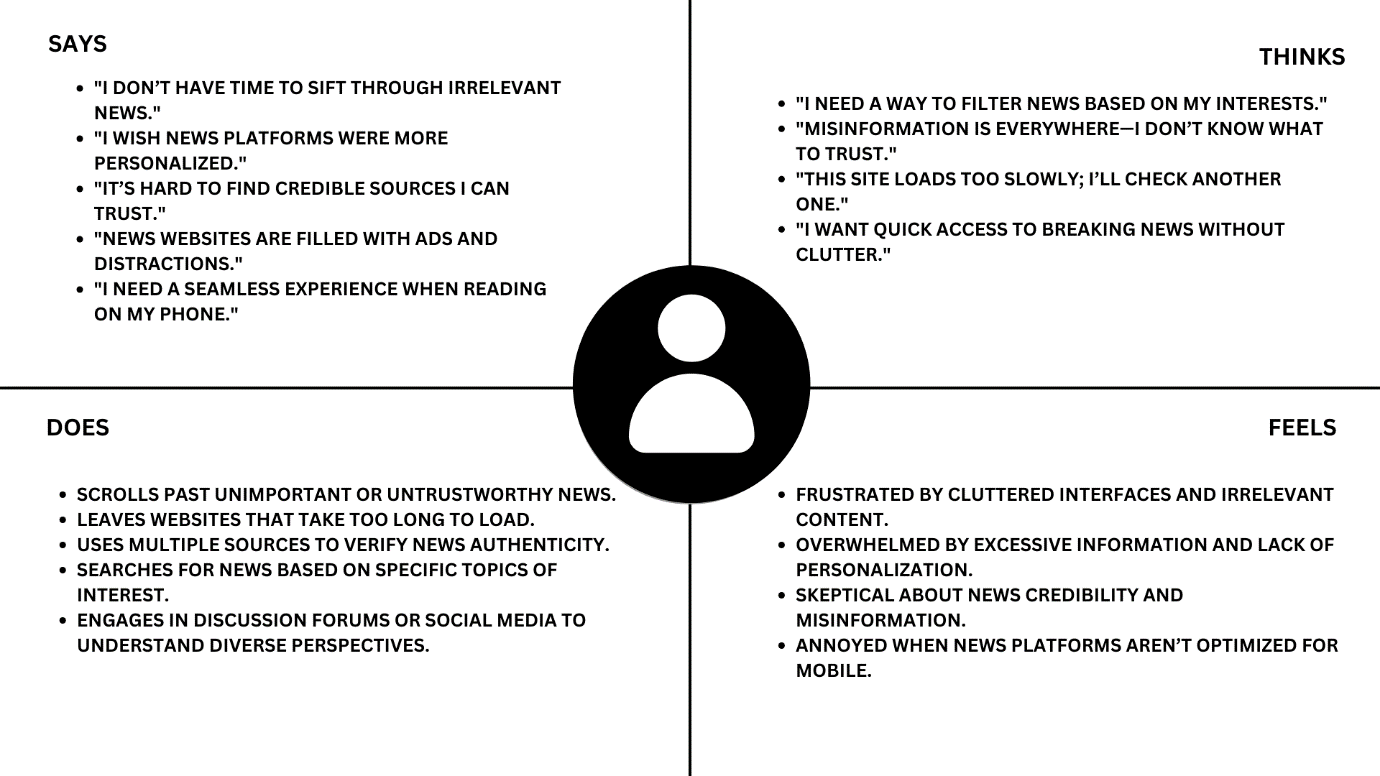 SAYS
• "I DON’T HAVE TIME TO SIFT THROUGH IRRELEVANT
NEWS."
• "I WISH NEWS PLATFORMS WERE MORE
PERSONALIZED."
• "IT’S HARD TO FIND CREDIBLE SOURCES I CAN
TRUST."
• "NEWS WEBSITES ARE FILLED WITH ADS AND
DISTRACTIONS."
• "I NEED A SEAMLESS EXPERIENCE WHEN READING
ON MY PHONE."
THINKS
• "I NEED A WAY TO FILTER NEWS BASED ON MY INTERESTS."
• "MISINFORMATION IS EVERYWHERE—I DON’T KNOW WHAT
TO TRUST."
• "THIS SITE LOADS TOO SLOWLY; I’LL CHECK ANOTHER
ONE."
• "I WANT QUICK ACCESS TO BREAKING NEWS WITHOUT
CLUTTER."
DOES
• SCROLLS PAST UNIMPORTANT OR UNTRUSTWORTHY NEWS.
• LEAVES WEBSITES THAT TAKE TOO LONG TO LOAD.
• USES MULTIPLE SOURCES TO VERIFY NEWS AUTHENTICITY.
• SEARCHES FOR NEWS BASED ON SPECIFIC TOPICS OF
INTEREST.
• ENGAGES IN DISCUSSION FORUMS OR SOCIAL MEDIA TO
UNDERSTAND DIVERSE PERSPECTIVES.
FEELS
• FRUSTRATED BY CLUTTERED INTERFACES AND IRRELEVANT
CONTENT.
• OVERWHELMED BY EXCESSIVE INFORMATION AND LACK OF
PERSONALIZATION.
• SKEPTICAL ABOUT NEWS CREDIBILITY AND
MISINFORMATION.
• ANNOYED WHEN NEWS PLATFORMS AREN’T OPTIMIZED FOR
MOBILE.